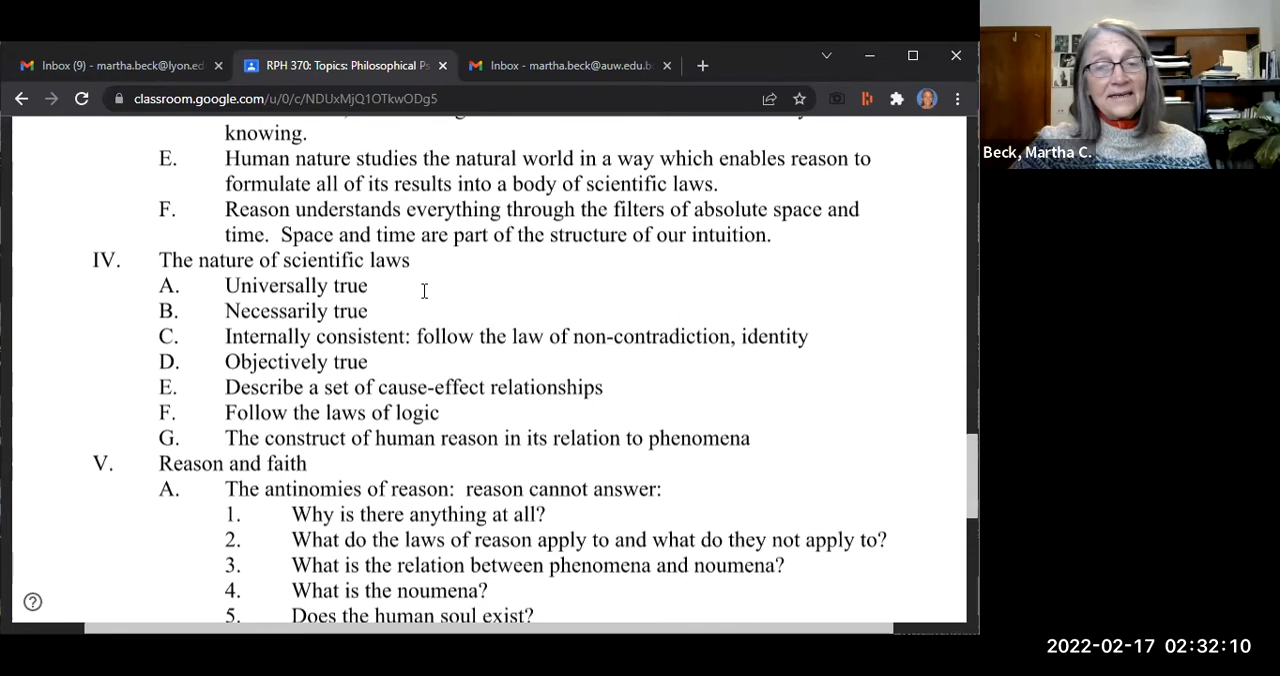 Inbox (9) - martha.beck@lyon.ed
RPH 370: Topics: Philosophical Ps
Inbox - martha.beck@auw.edu.b
classroom.google.com/u/0/c/NDUxMjQ1OTkwODg5
Beck, Martha C.
knowing.
E. Human nature studies the natural world in a way which enables reason to
formulate all of its results into a body of scientific laws.
F. Reason understands everything through the filters of absolute space and
time. Space and time are part of the structure of our intuition.
IV. The nature of scientific laws
A. Universally true
B. Necessarily true
C. Internally consistent: follow the law of non-contradiction, identity
D. Objectively true
E. Describe a set of cause-effect relationships
F. Follow the laws of logic
G. The construct of human reason in its relation to phenomena
V. Reason and faith
A. The antinomies of reason: reason cannot answer:
1. Why is there anything at all?
2. What do the laws of reason apply to and what do they not apply to?
3. What is the relation between phenomena and noumena?
4. What is the noumena?
5. Does the human soul exist?
2022-02-17 02:32:10